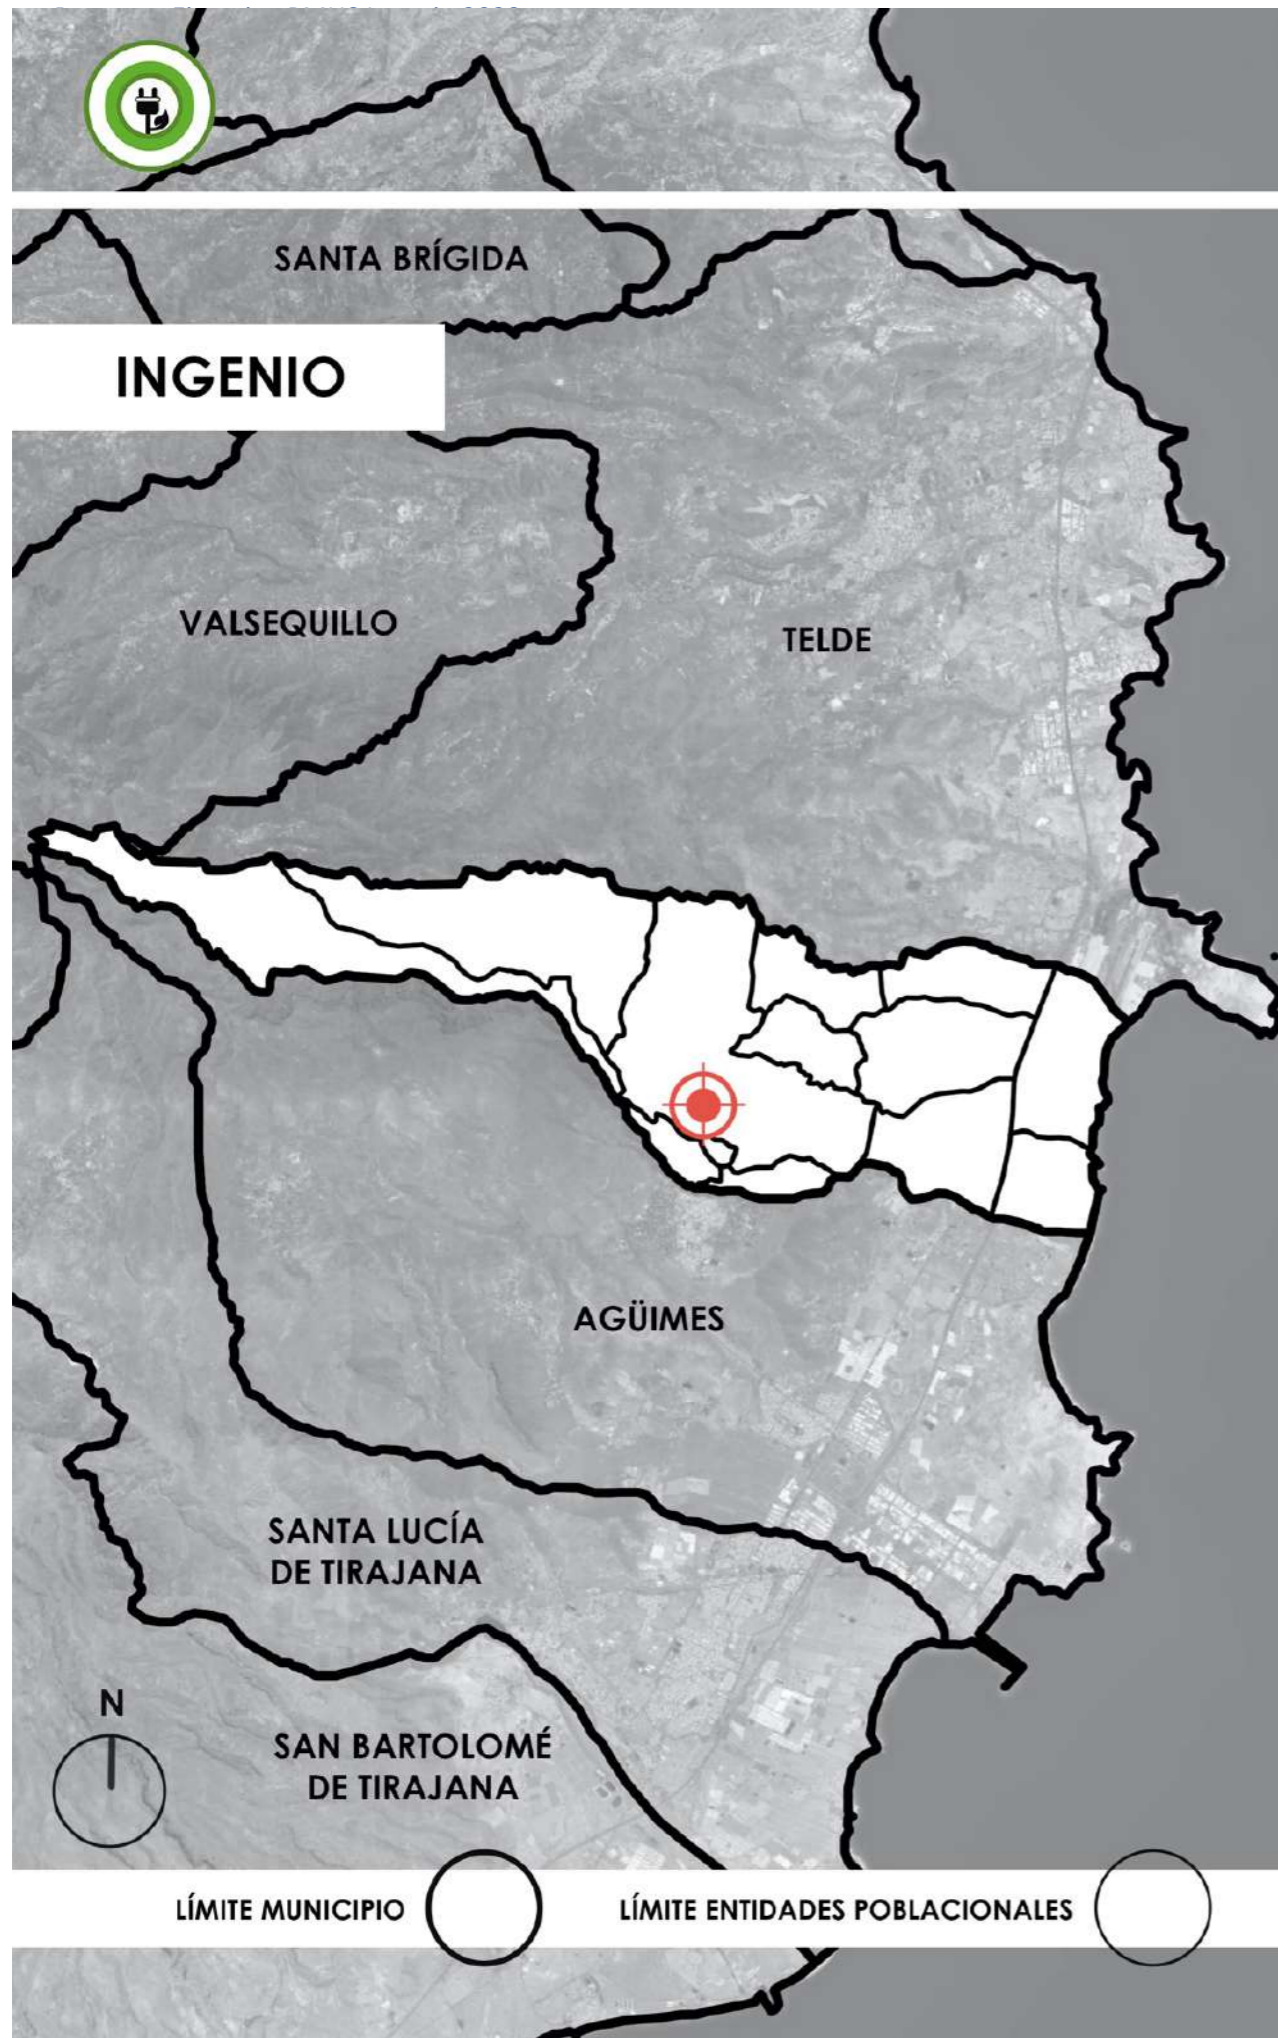 SANTA BRÍGIDA
INGENIO
VALSEQUILLO
TELDE
AGÜIMES
SANTA LUCÍA
DE TIRAJANA
N
SAN BARTOLOMÉ
DE TIRAJANA
LÍMITE MUNICIPIO
LÍMITE ENTIDADES POBLACIONALES